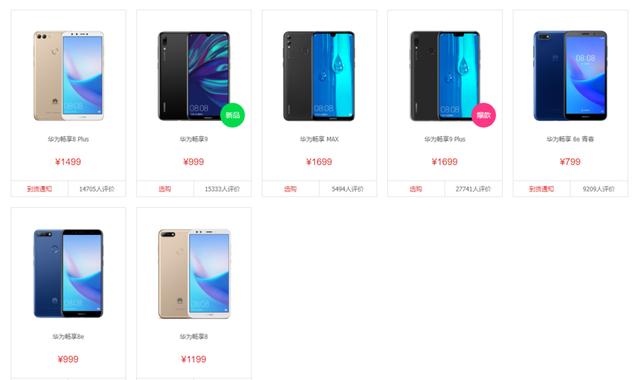 新品
爆款
华为畅享8 Plus
华为畅享9
华为畅享 MAX
华为畅享9 Plus
华为畅享 8e 青春
¥1499
¥999
¥1699
¥1699
¥799
到货通知 14705人评价
选购 15333人评价
选购 5494人评价
选购 27741人评价
到货通知 9209人评价
华为畅享8e
华为畅享8
¥999
¥1199